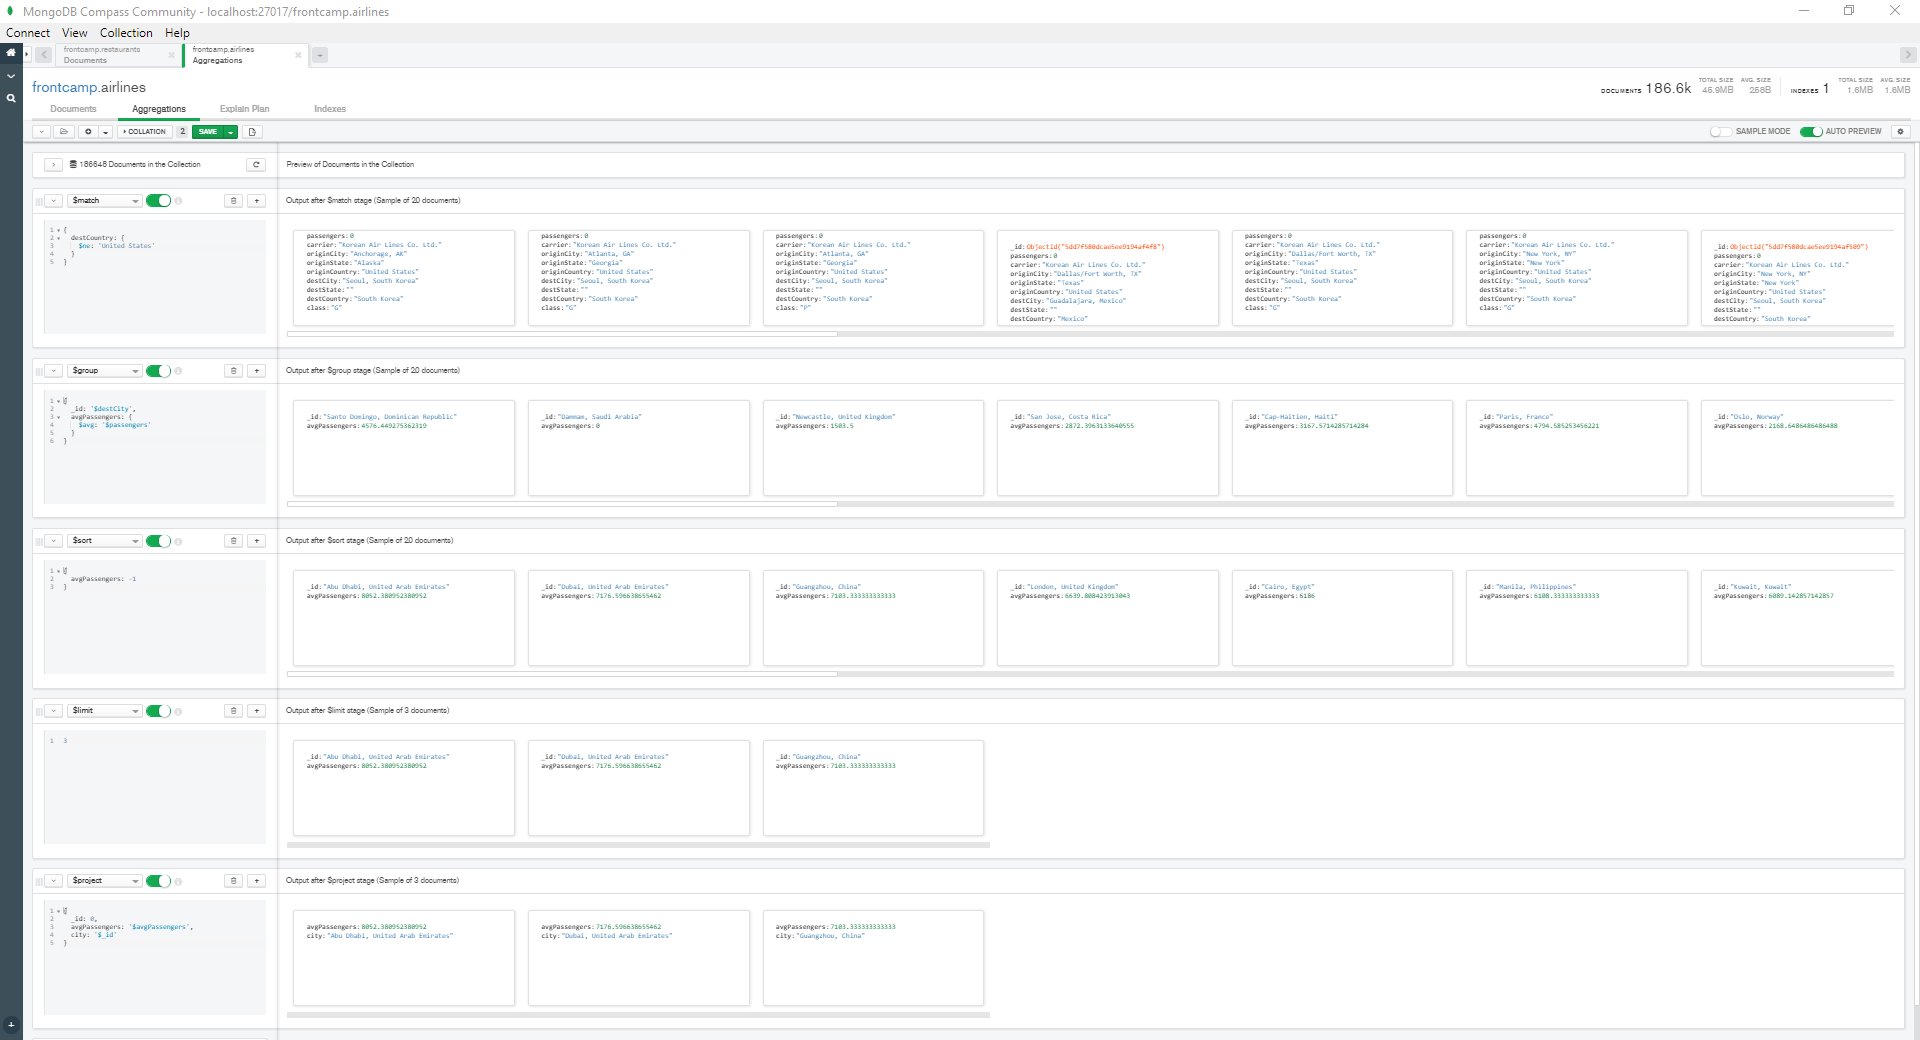 MongoDB Compass Community - localhost:27017/frontcamp.airlines
Connect View Collection Help
frontcamp.restaurants
Documents
frontcamp.airlines
Aggregations
frontcamp.airlines
DOCUMENTS 186.6k TOTAL SIZE 45.9MB AVG. SIZE 258B INDEXES 1 TOTAL SIZE 1.6MB AVG. SIZE 1.6MB
Documents Aggregations Explain Plan Indexes
COLLATION 2 SAVE SAMPLE MODE AUTO PREVIEW
186648 Documents in the Collection Preview of Documents in the Collection
$match Output after $match stage (Sample of 20 documents)
1 {
2 destCountry: {
3 $ne: 'United States'
4 }
5 }
passengers:0
carrier:"Korean Air Lines Co. Ltd."
originCity:"Anchorage, AK"
originState:"Alaska"
originCountry:"United States"
destCity:"Seoul, South Korea"
destState:""
destCountry:"South Korea"
class:"G"
passengers:0
carrier:"Korean Air Lines Co. Ltd."
originCity:"Atlanta, GA"
originState:"Georgia"
originCountry:"United States"
destCity:"Seoul, South Korea"
destState:""
destCountry:"South Korea"
class:"G"
passengers:0
carrier:"Korean Air Lines Co. Ltd."
originCity:"Atlanta, GA"
originState:"Georgia"
originCountry:"United States"
destCity:"Seoul, South Korea"
destState:""
destCountry:"South Korea"
class:"P"
_id:ObjectId("5dd7f580dcae5ee9194af4f8")
passengers:0
carrier:"Korean Air Lines Co. Ltd."
originCity:"Dallas/Fort Worth, TX"
originState:"Texas"
originCountry:"United States"
destCity:"Guadalajara, Mexico"
destState:""
destCountry:"Mexico"
passengers:0
carrier:"Korean Air Lines Co. Ltd."
originCity:"Dallas/Fort Worth, TX"
originState:"Texas"
originCountry:"United States"
destCity:"Seoul, South Korea"
destState:""
destCountry:"South Korea"
class:"G"
passengers:0
carrier:"Korean Air Lines Co. Ltd."
originCity:"New York, NY"
originState:"New York"
originCountry:"United States"
destCity:"Seoul, South Korea"
destState:""
destCountry:"South Korea"
class:"G"
_id:ObjectId("5dd7f580dcae5ee9194af509")
passengers:0
carrier:"Korean Air Lines Co. Ltd."
originCity:"New York, NY"
originState:"New York"
originCountry:"United States"
destCity:"Seoul, South Korea"
destState:""
destCountry:"South Korea"
$group Output after $group stage (Sample of 20 documents)
1 {
2 _id: '$destCity',
3 avgPassengers: {
4 $avg: '$passengers'
5 }
6 }
_id:"Santo Domingo, Dominican Republic"
avgPassengers:4576.449275362319
_id:"Dammam, Saudi Arabia"
avgPassengers:0
_id:"Newcastle, United Kingdom"
avgPassengers:1503.5
_id:"San Jose, Costa Rica"
avgPassengers:2872.3963133640555
_id:"Cap-Haitien, Haiti"
avgPassengers:3167.5714285714284
_id:"Paris, France"
avgPassengers:4794.585253456221
_id:"Oslo, Norway"
avgPassengers:2168.6486486486488
$sort Output after $sort stage (Sample of 20 documents)
1 {
2 avgPassengers: -1
3 }
_id:"Abu Dhabi, United Arab Emirates"
avgPassengers:8052.380952380952
_id:"Dubai, United Arab Emirates"
avgPassengers:7176.596638655462
_id:"Guangzhou, China"
avgPassengers:7103.333333333333
_id:"London, United Kingdom"
avgPassengers:6639.808423913043
_id:"Cairo, Egypt"
avgPassengers:6186
_id:"Manila, Philippines"
avgPassengers:6108.333333333333
_id:"Kuwait, Kuwait"
avgPassengers:6089.142857142857
$limit Output after $limit stage (Sample of 3 documents)
1 3
_id:"Abu Dhabi, United Arab Emirates"
avgPassengers:8052.380952380952
_id:"Dubai, United Arab Emirates"
avgPassengers:7176.596638655462
_id:"Guangzhou, China"
avgPassengers:7103.333333333333
$project Output after $project stage (Sample of 3 documents)
1 {
2 _id: 0,
3 avgPassengers: '$avgPassengers',
4 city: '$_id'
5 }
avgPassengers:8052.380952380952
city:"Abu Dhabi, United Arab Emirates"
avgPassengers:7176.596638655462
city:"Dubai, United Arab Emirates"
avgPassengers:7103.333333333333
city:"Guangzhou, China"